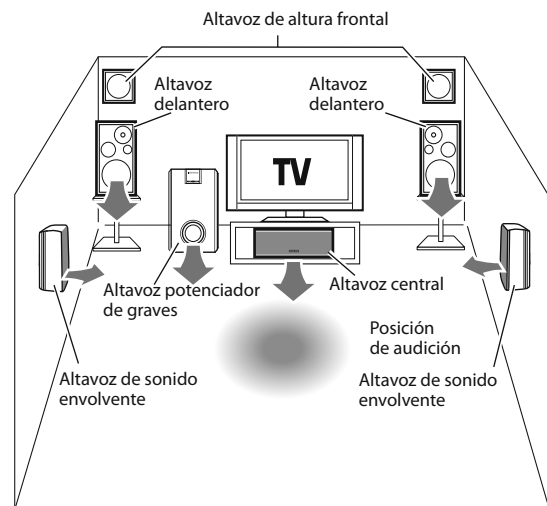 Altavoz de altura frontal
Altavoz
delantero
Altavoz
delantero
TV
Altavoz potenciador
de graves
Altavoz central
Posición
de audición
Altavoz de sonido
envolvente
Altavoz de sonido
envolvente